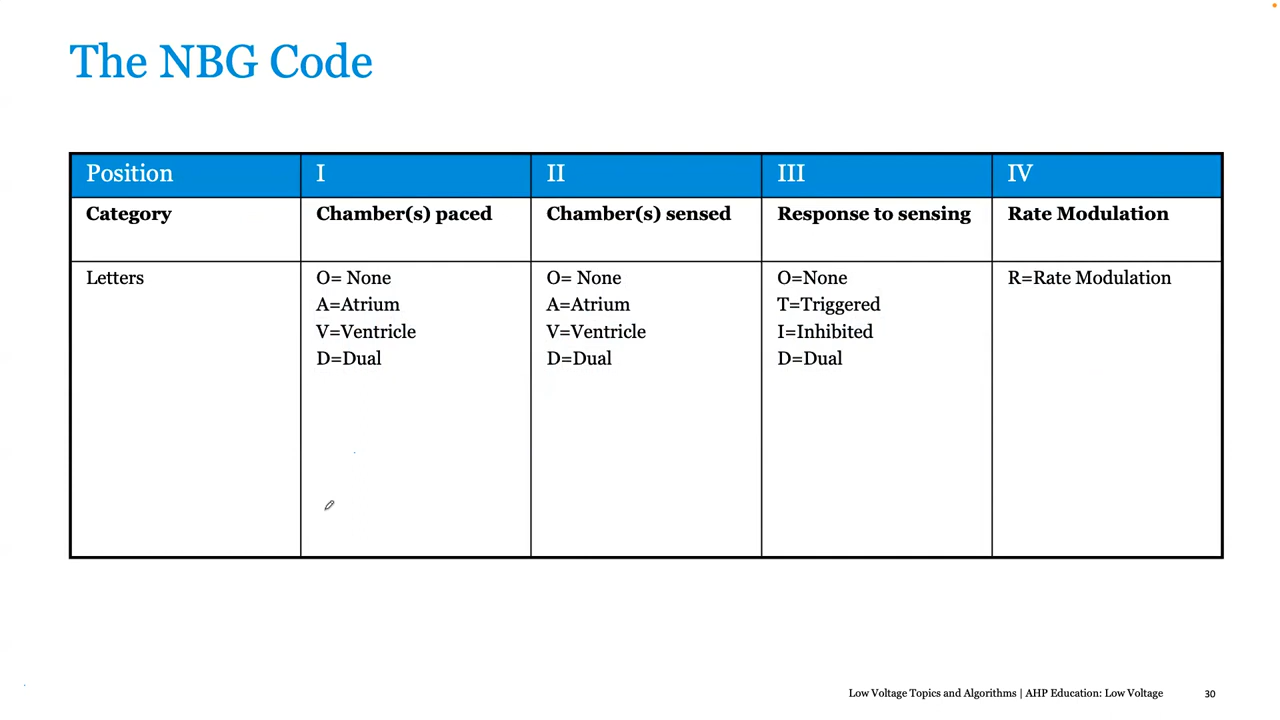 The NBG Code
Position I II III IV
Category Chamber(s) paced Chamber(s) sensed Response to sensing Rate Modulation
Letters O= None O= None O=None R=Rate Modulation
A=Atrium A=Atrium T=Triggered
V=Ventricle V=Ventricle I=Inhibited
D=Dual D=Dual D=Dual
Low Voltage Topics and Algorithms | AHP Education: Low Voltage 30